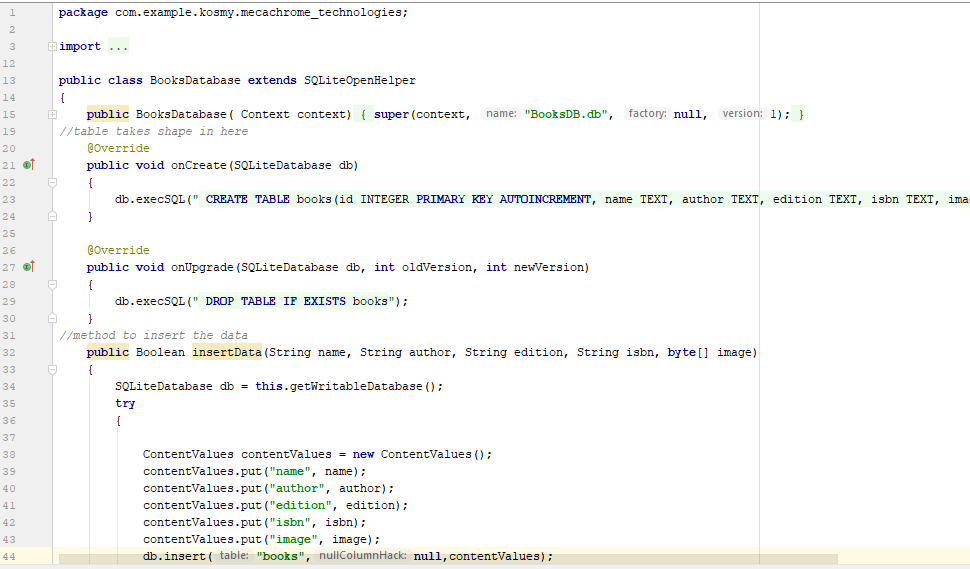 1 package com.example.kosmy.mecachrome_technologies;
2
3 import ...
12
13 public class BooksDatabase extends SQLiteOpenHelper
14 {
15 public BooksDatabase( Context context) { super(context, name: "BooksDB.db", factory: null, version: 1); }
19 //table takes shape in here
20 @Override
21 public void onCreate(SQLiteDatabase db)
22 {
23 db.execSQL(" CREATE TABLE books(id INTEGER PRIMARY KEY AUTOINCREMENT, name TEXT, author TEXT, edition TEXT, isbn TEXT,
24 }
25
26 @Override
27 public void onUpgrade(SQLiteDatabase db, int oldVersion, int newVersion)
28 {
29 db.execSQL(" DROP TABLE IF EXISTS books");
30 }
31 //method to insert the data
32 public Boolean insertData(String name, String author, String edition, String isbn, byte[] image)
33 {
34 SQLiteDatabase db = this.getWritableDatabase();
35 try
36 {
37
38 ContentValues contentValues = new ContentValues();
39 contentValues.put("name", name);
40 contentValues.put("author", author);
41 contentValues.put("edition", edition);
42 contentValues.put("isbn", isbn);
43 contentValues.put("image", image);
44 db.insert( table: "books", nullColumnHack: null,contentValues);